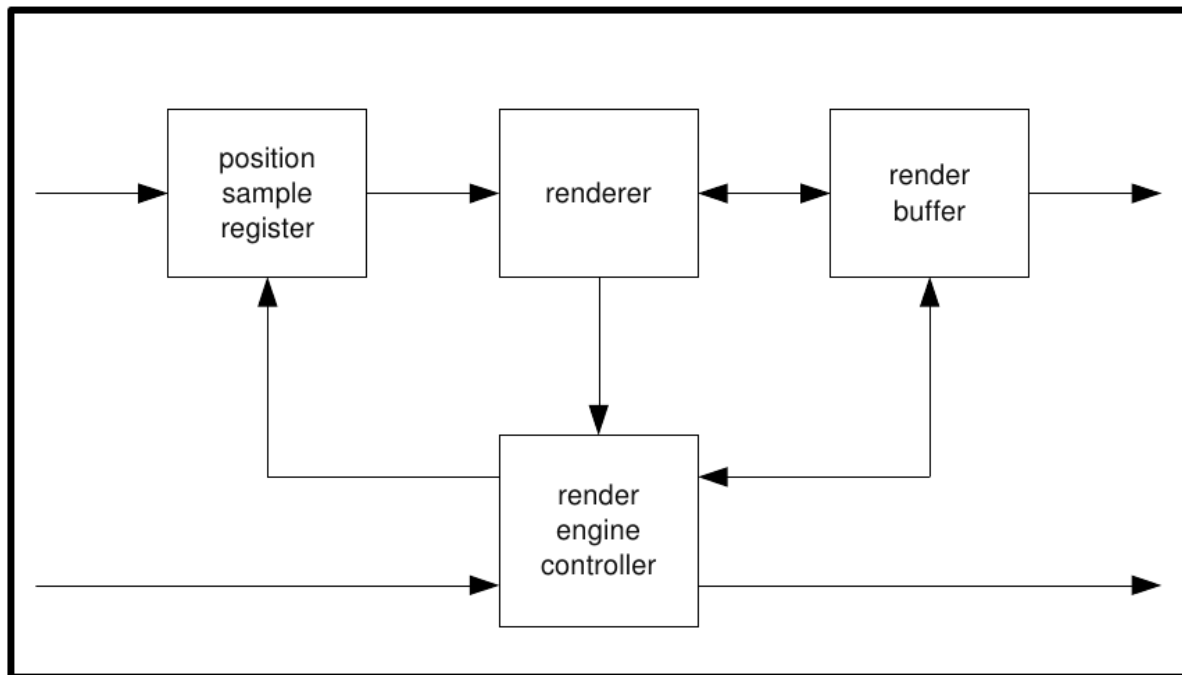 position
sample
register
renderer
render
buffer
render
engine
controller